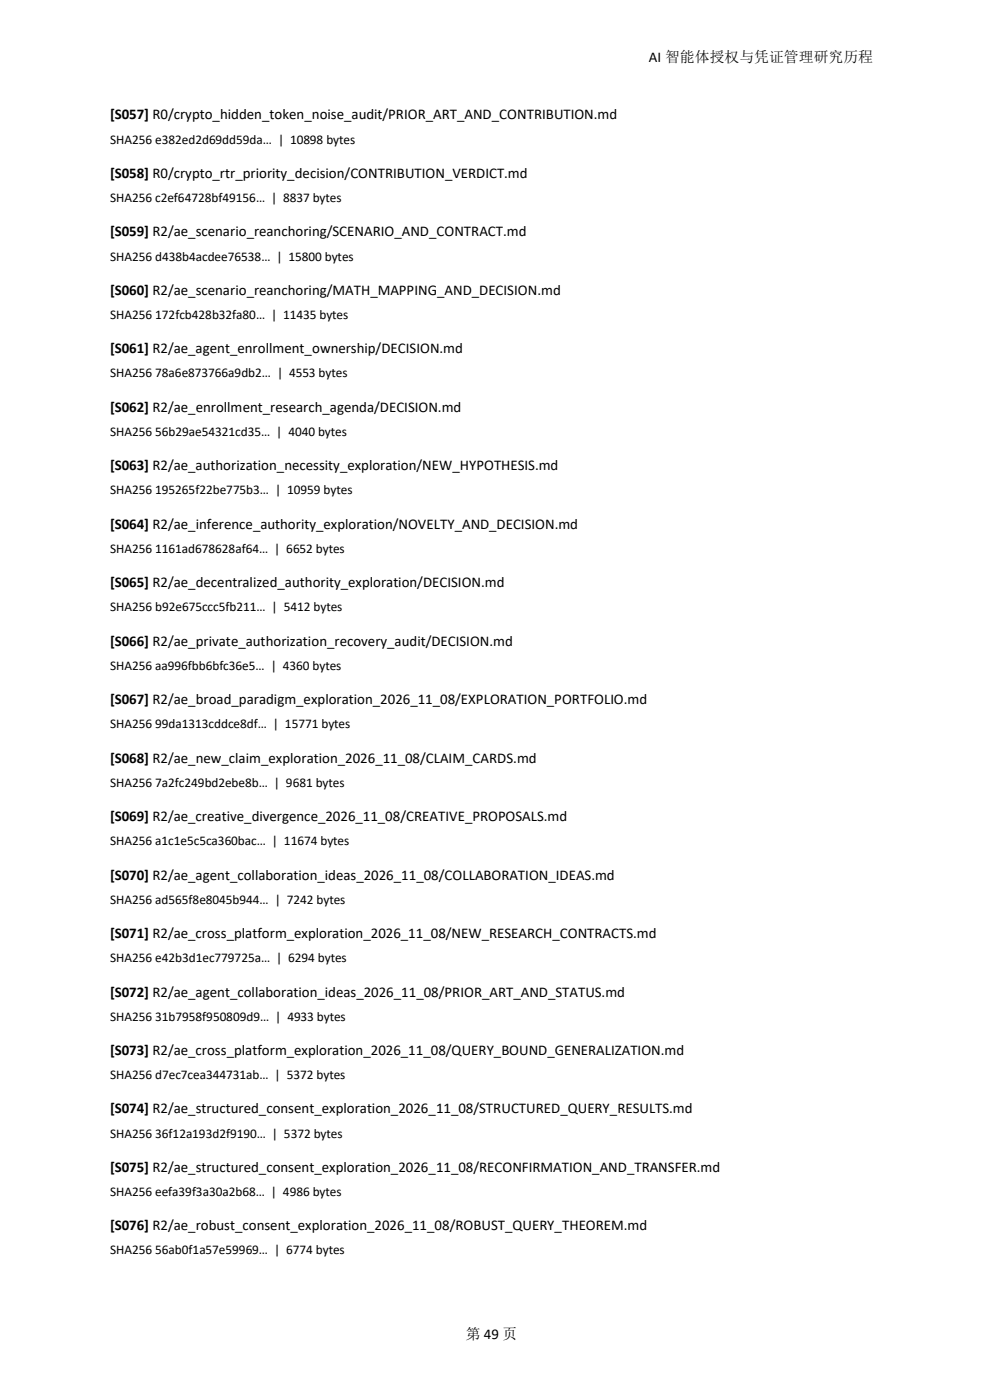 AI 智能体授权与凭证管理研究历程
[S057] R0/crypto_hidden_token_noise_audit/PRIOR_ART_AND_CONTRIBUTION.md
SHA256 e382ed2d69dd59da... | 10898 bytes
[S058] R0/crypto_rtr_priority_decision/CONTRIBUTION_VERDICT.md
SHA256 c2ef64728bf49156... | 8837 bytes
[S059] R2/ae_scenario_reanchoring/SCENARIO_AND_CONTRACT.md
SHA256 d438b4acdee76538... | 15800 bytes
[S060] R2/ae_scenario_reanchoring/MATH_MAPPING_AND_DECISION.md
SHA256 172fcb428b32fa80... | 11435 bytes
[S061] R2/ae_agent_enrollment_ownership/DECISION.md
SHA256 78a6e873766a9db2... | 4553 bytes
[S062] R2/ae_enrollment_research_agenda/DECISION.md
SHA256 56b29ae54321cd35... | 4040 bytes
[S063] R2/ae_authorization_necessity_exploration/NEW_HYPOTHESIS.md
SHA256 195265f22be775b3... | 10959 bytes
[S064] R2/ae_inference_authority_exploration/NOVELTY_AND_DECISION.md
SHA256 1161ad678628af64... | 6652 bytes
[S065] R2/ae_decentralized_authority_exploration/DECISION.md
SHA256 b92e675ccc5fb211... | 5412 bytes
[S066] R2/ae_private_authorization_recovery_audit/DECISION.md
SHA256 aa996fbb6bfc36e5... | 4360 bytes
[S067] R2/ae_broad_paradigm_exploration_2026_11_08/EXPLORATION_PORTFOLIO.md
SHA256 99da1313cddce8df... | 15771 bytes
[S068] R2/ae_new_claim_exploration_2026_11_08/CLAIM_CARDS.md
SHA256 7a2fc249bd2ebe8b... | 9681 bytes
[S069] R2/ae_creative_divergence_2026_11_08/CREATIVE_PROPOSALS.md
SHA256 a1c1e5c5ca360bac... | 11674 bytes
[S070] R2/ae_agent_collaboration_ideas_2026_11_08/COLLABORATION_IDEAS.md
SHA256 ad565f8e8045b944... | 7242 bytes
[S071] R2/ae_cross_platform_exploration_2026_11_08/NEW_RESEARCH_CONTRACTS.md
SHA256 e42b3d1ec779725a... | 6294 bytes
[S072] R2/ae_agent_collaboration_ideas_2026_11_08/PRIOR_ART_AND_STATUS.md
SHA256 31b7958f950809d9... | 4933 bytes
[S073] R2/ae_cross_platform_exploration_2026_11_08/QUERY_BOUND_GENERALIZATION.md
SHA256 d7ec7cea344731ab... | 5372 bytes
[S074] R2/ae_structured_consent_exploration_2026_11_08/STRUCTURED_QUERY_RESULTS.md
SHA256 36f12a193d2f9190... | 5372 bytes
[S075] R2/ae_structured_consent_exploration_2026_11_08/RECONFIRMATION_AND_TRANSFER.md
SHA256 eefa39f3a30a2b68... | 4986 bytes
[S076] R2/ae_robust_consent_exploration_2026_11_08/ROBUST_QUERY_THEOREM.md
SHA256 56ab0f1a57e59969... | 6774 bytes
第 49 页